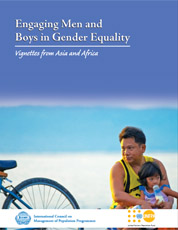 Engaging Men and
Boys in Gender Equality
Vignettes from Asia and Africa
International Council on
Management of Population Programmes
UNFPA